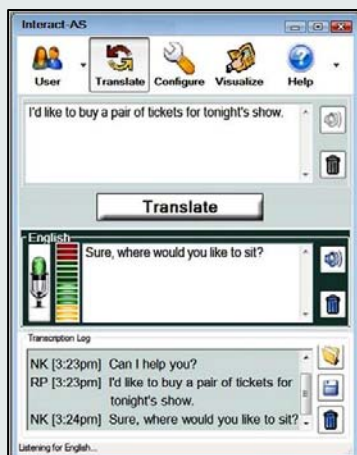 Interact-AS
User Translate Configure Visualize Help
I'd like to buy a pair of tickets for tonight's show.
Translate
English
Sure, where would you like to sit?
Transcription Log
NK [3:23pm] Can I help you?
RP [3:23pm] I'd like to buy a pair of tickets for
tonight's show.
NK [3:24pm] Sure, where would you like to sit?
Listening for English...